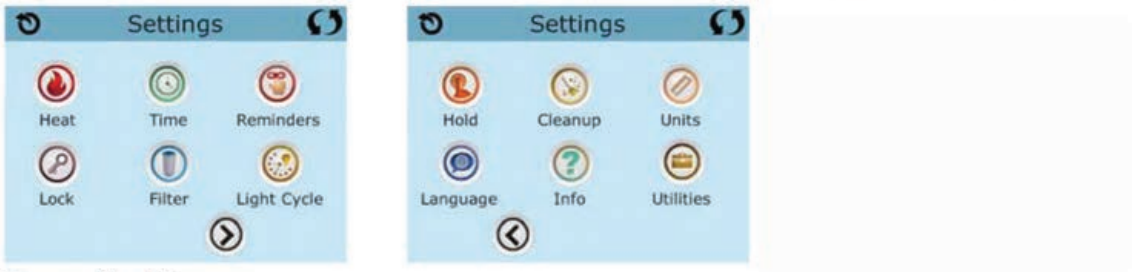 Settings
Heat Time Reminders
Lock Filter Light Cycle
Settings
Hold Cleanup Units
Language Info Utilities